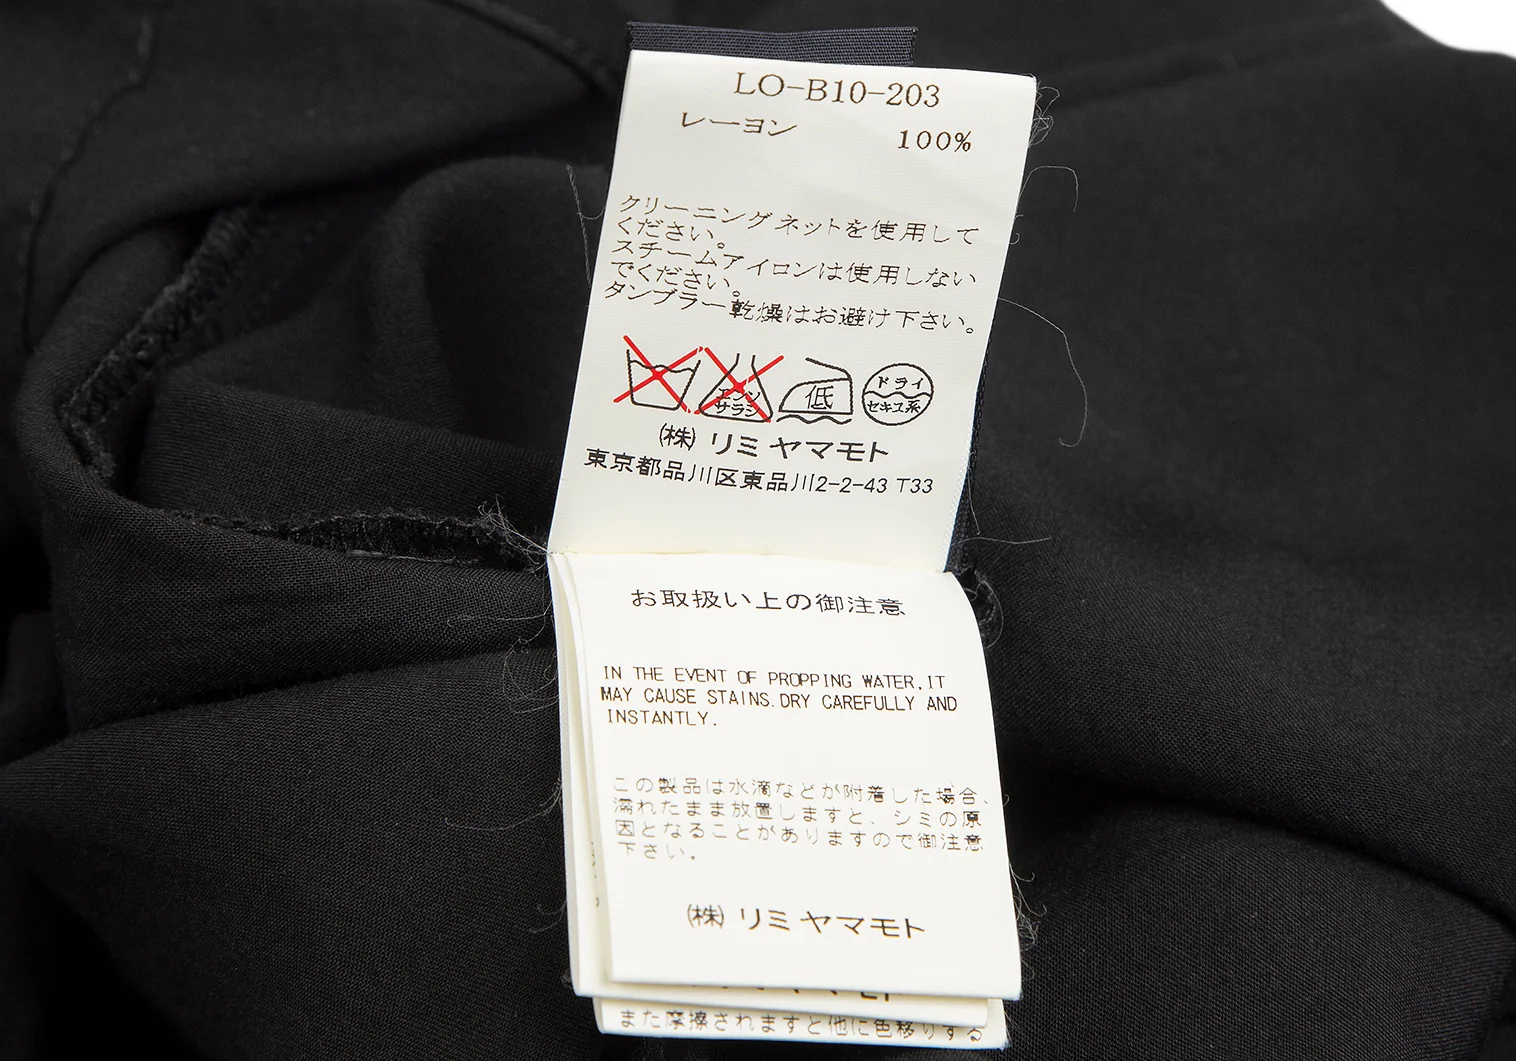 LO-B10-203
レーヨン 100%
クリーニングネットを使用して
ください。
スチームアイロンは使用しない
でください。
タンブラー乾燥はお避け下さい。
エンソ
サラシ
低
ドライ
セキユ系
㈱ リミ ヤマモト
東京都品川区東品川2-2-43 T33
お取扱い上の御注意
IN THE EVENT OF PROPPING WATER,IT
MAY CAUSE STAINS.DRY CAREFULLY AND
INSTANTLY.
この製品は水滴などが附着した場合、
濡れたまま放置しますと、シミの原
因となることがありますので御注意
下さい。
㈱ リミ ヤマモト
また摩擦されますと他に色移りする